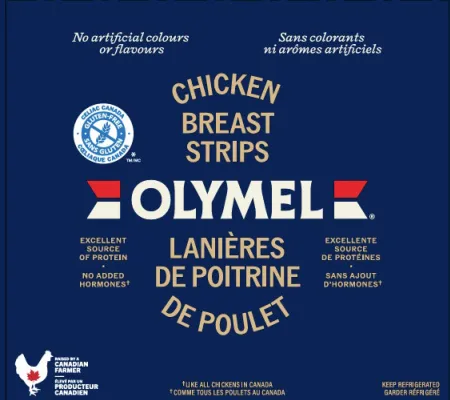 No artificial colours
or flavours
Sans colorants
ni arômes artificiels
CHICKEN
BREAST
STRIPS
CELIAC CANADA
GLUTEN-FREE
SANS GLUTEN
CŒLIAQUE CANADA
*
TM/MC
OLYMEL®
EXCELLENT
SOURCE
OF PROTEIN
•
NO ADDED
HORMONES†
LANIÈRES
DE POITRINE
DE POULET
EXCELLENTE
SOURCE
DE PROTÉINES
•
SANS AJOUT
D'HORMONES†
RAISED BY A
CANADIAN
FARMER
ÉLEVÉ PAR UN
PRODUCTEUR
CANADIEN
†LIKE ALL CHICKENS IN CANADA
†COMME TOUS LES POULETS AU CANADA
KEEP REFRIGERATED
GARDER RÉFRIGÉRÉ